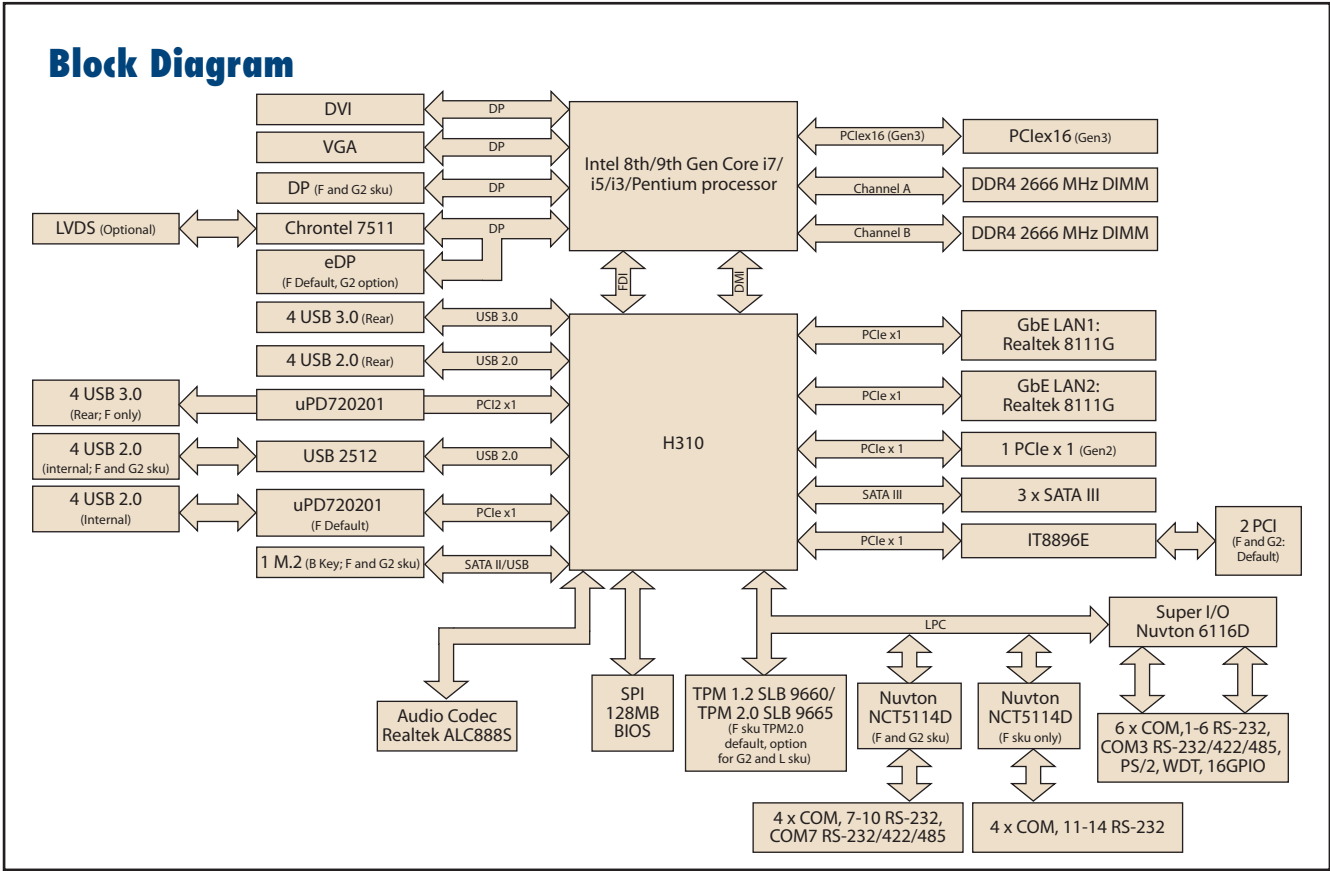 Block Diagram
DVI
DP
VGA
DP
DP (F and G2 sku)
DP
LVDS (Optional)
Chrontel 7511
DP
eDP
(F Default, G2 option)
Intel 8th/9th Gen Core i7/
i5/i3/Pentium processor
PCIex16 (Gen3)
PCIex16 (Gen3)
Channel A
DDR4 2666 MHz DIMM
Channel B
DDR4 2666 MHz DIMM
FDI
DMI
4 USB 3.0 (Rear)
USB 3.0
4 USB 2.0 (Rear)
USB 2.0
4 USB 3.0
(Rear; F only)
uPD720201
PCI2 x1
4 USB 2.0
(internal; F and G2 sku)
USB 2512
USB 2.0
4 USB 2.0
(Internal)
uPD720201
(F Default)
PCIe x1
1 M.2 (B Key; F and G2 sku)
SATA II/USB
H310
PCIe x1
GbE LAN1:
Realtek 8111G
PCIe x1
GbE LAN2:
Realtek 8111G
PCIe x 1
1 PCIe x 1 (Gen2)
SATA III
3 x SATA III
PCIe x 1
IT8896E
2 PCI
(F and G2:
Default)
LPC
Super I/O
Nuvton 6116D
Audio Codec
Realtek ALC888S
SPI
128MB
BIOS
TPM 1.2 SLB 9660/
TPM 2.0 SLB 9665
(F sku TPM2.0
default, option
for G2 and L sku)
Nuvton
NCT5114D
(F and G2 sku)
Nuvton
NCT5114D
(F sku only)
6 x COM,1-6 RS-232,
COM3 RS-232/422/485,
PS/2, WDT, 16GPIO
4 x COM, 7-10 RS-232,
COM7 RS-232/422/485
4 x COM, 11-14 RS-232